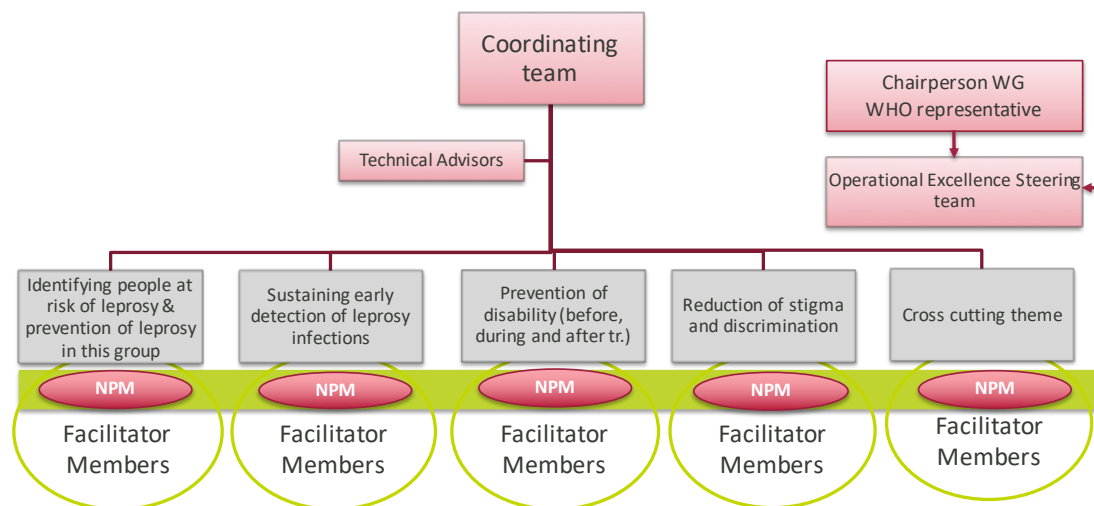 Coordinating
team
Chairperson WG
WHO representative
Technical Advisors
Operational Excellence Steering
team
Identifying people at
risk of leprosy &
prevention of leprosy
in this group
Sustaining early
detection of leprosy
infections
Prevention of
disability (before,
during and after tr.)
Reduction of stigma
and discrimination
Cross cutting theme
NPM
NPM
NPM
NPM
NPM
Facilitator
Members
Facilitator
Members
Facilitator
Members
Facilitator
Members
Facilitator
Members